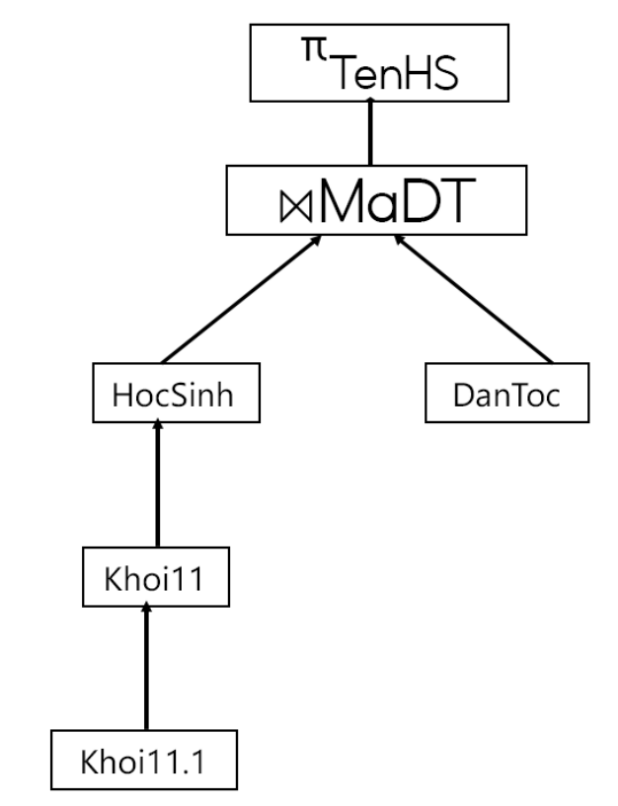 πTenHS
⋈MaDT
HocSinh
DanToc
Khoi11
Khoi11.1